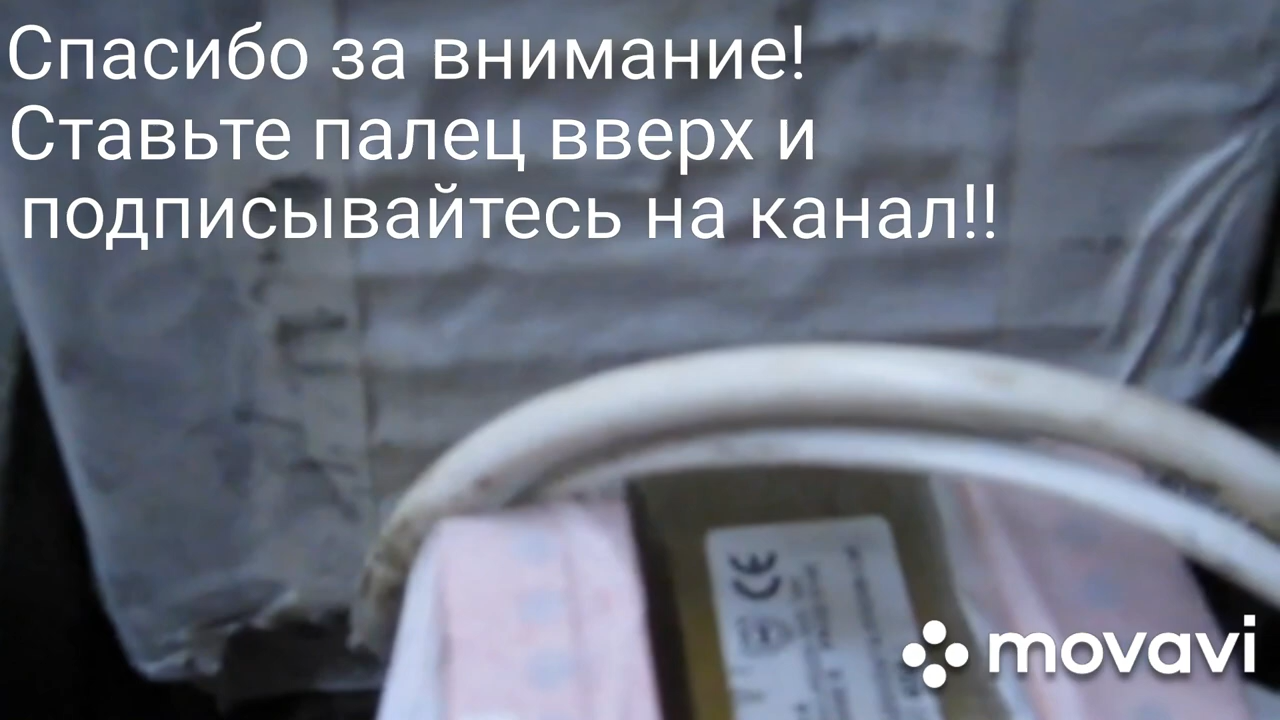 Спасибо за внимание!
Ставьте палец вверх и
подписывайтесь на канал!!
CE
movavi